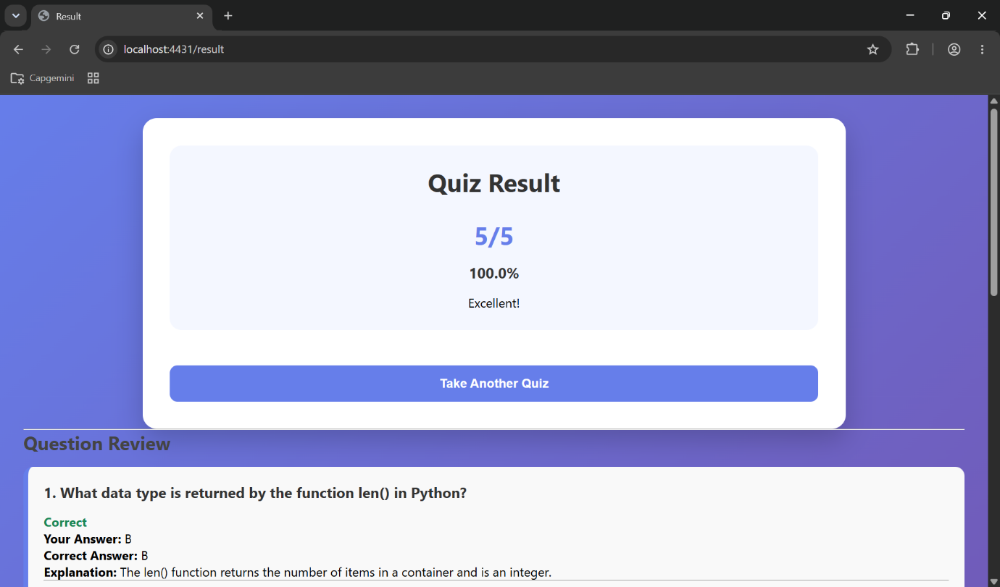 Result
localhost:4431/result
Capgemini
Quiz Result
5/5
100.0%
Excellent!
Take Another Quiz
Question Review
1. What data type is returned by the function len() in Python?
Correct
Your Answer: B
Correct Answer: B
Explanation: The len() function returns the number of items in a container and is an integer.